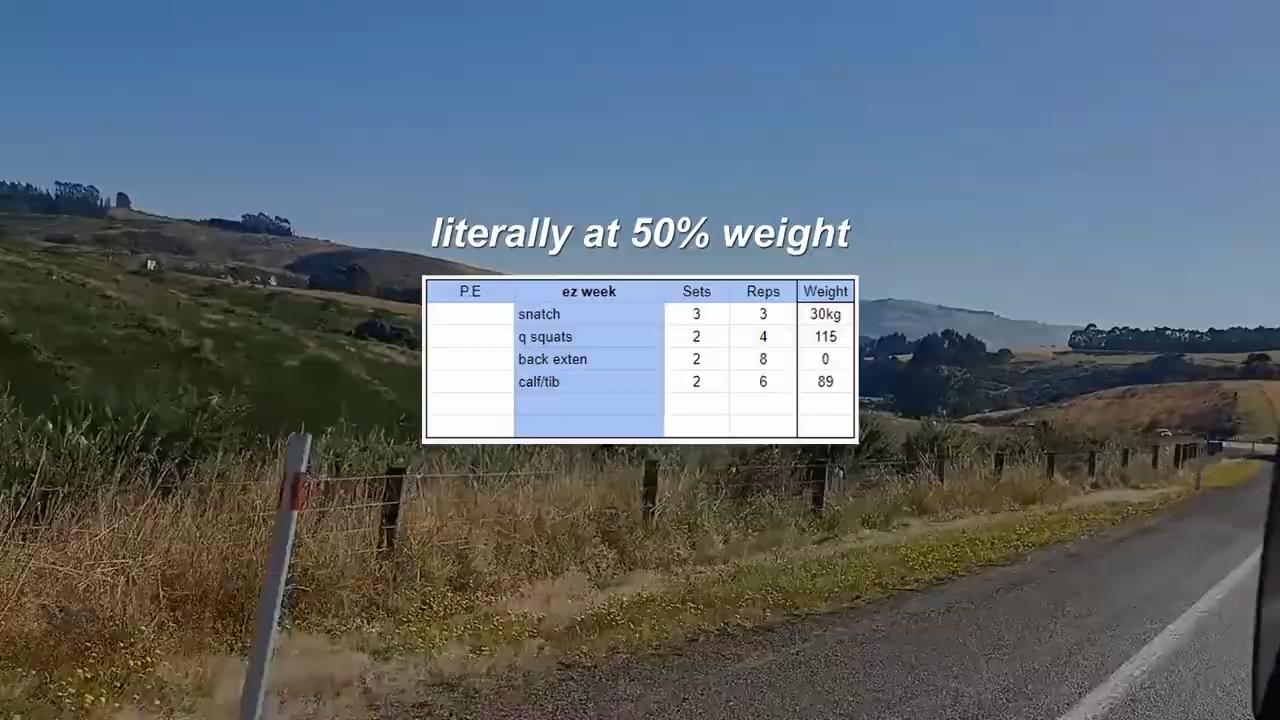 literally at 50% weight
P.E ez week Sets Reps Weight
snatch 3 3 30kg
q squats 2 4 115
back exten 2 8 0
calf/tib 2 6 89